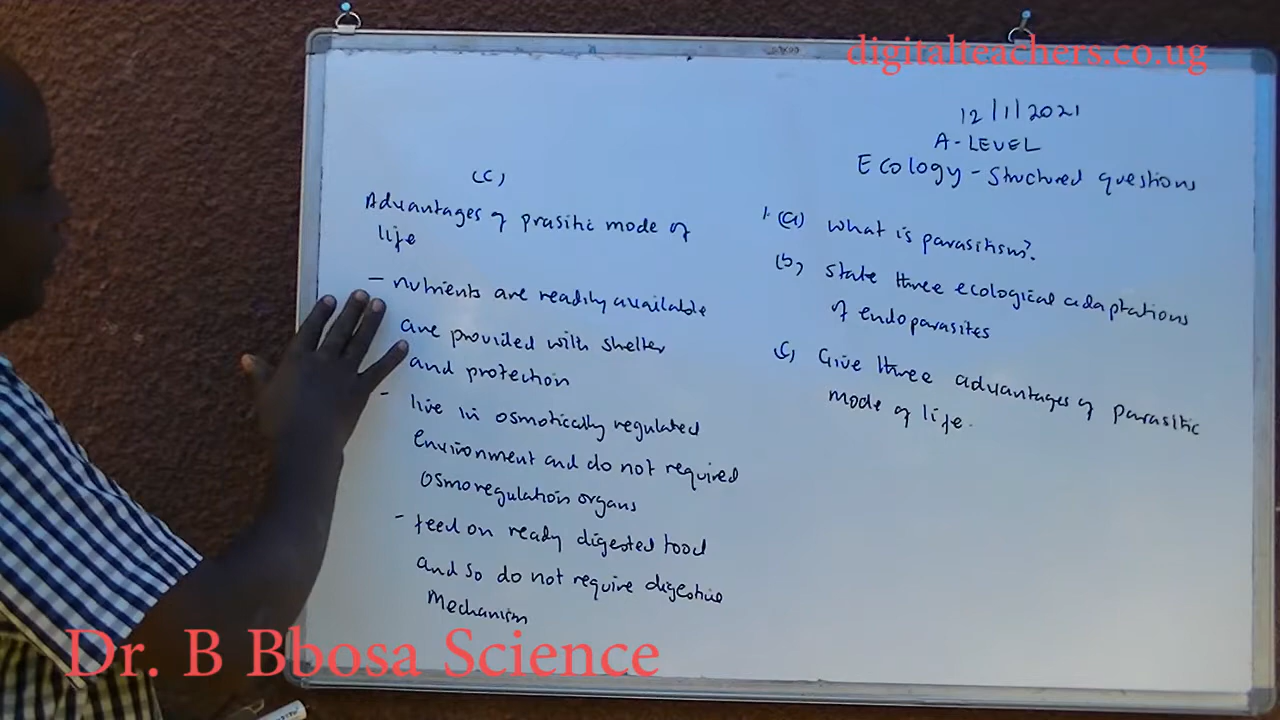 digitalteachers.co.ug
12/1/2021
A-LEVEL
Ecology - Structured questions
1. (a) What is parasitism?
(b) State three ecological adaptations
of endoparasites
(c) Give three advantages of parasitic
mode of life.
(c)
Advantages of prasitic mode of
life
- nutrients are readily available
are provided with shelter
and protection
- live in osmotically regulated
environment and do not required
osmoregulation organs
- feed on ready digested food
and so do not require digestive
mechanism
Dr. B Bbosa Science